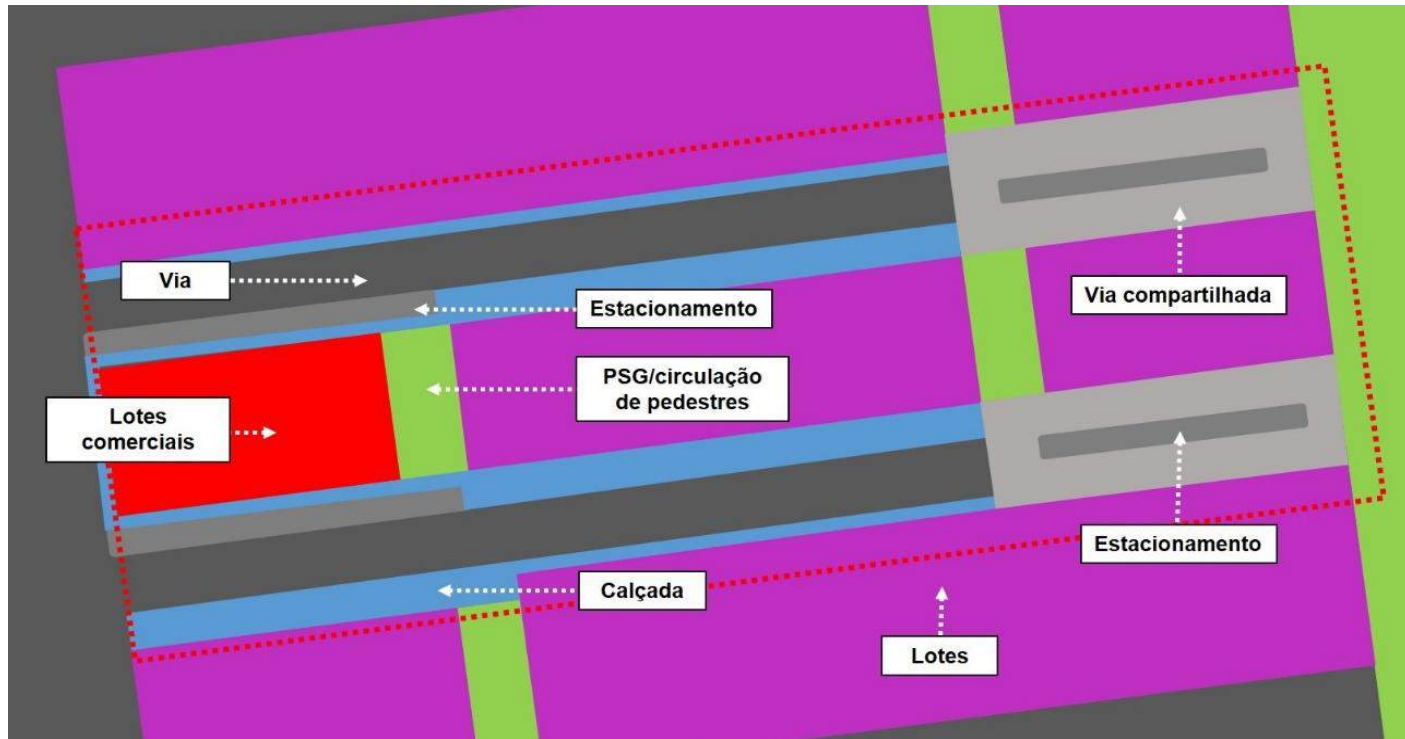 Via
Estacionamento
Via compartilhada
PSG/circulação
de pedestres
Lotes
comerciais
Estacionamento
Calçada
Lotes